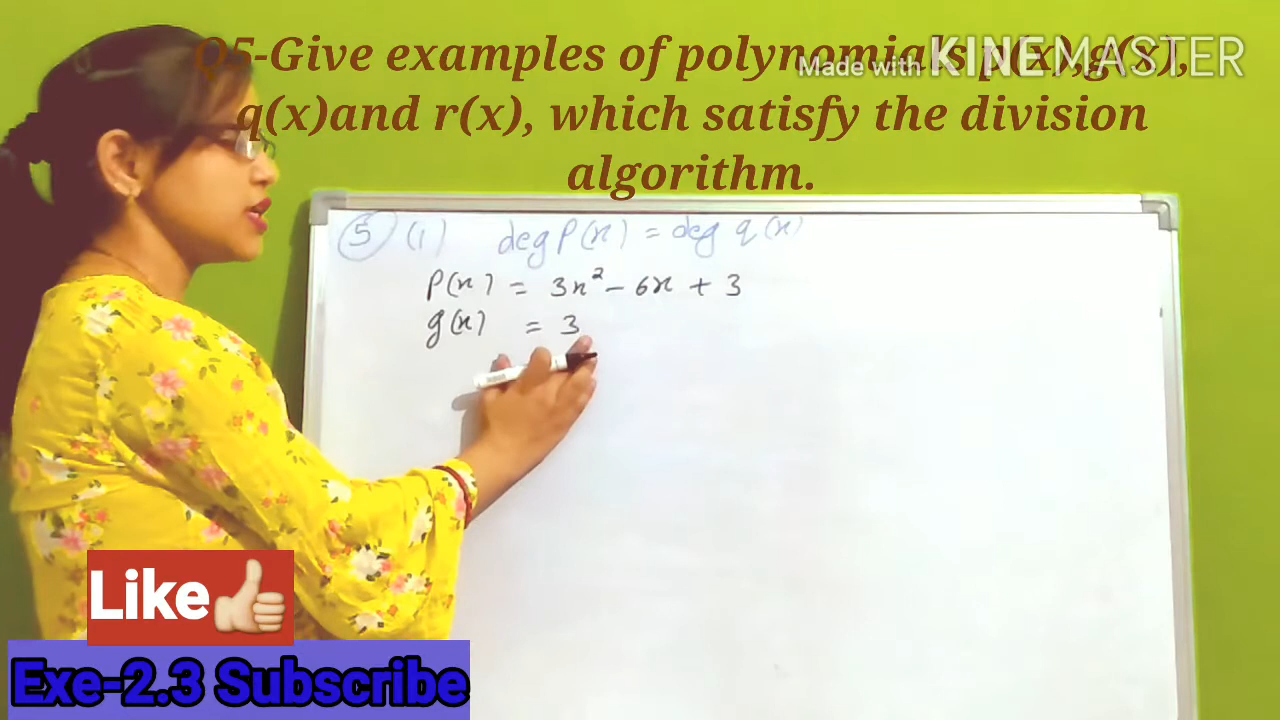 Q5-Give examples of polynomials p(x),g(x),
Made with KINEMASTER
q(x)and r(x), which satisfy the division
algorithm.
5 (1) deg P(x) = deg q(x)
P(x) = 3x² - 6x + 3
g(x) = 3
Like
Exe-2.3 Subscribe